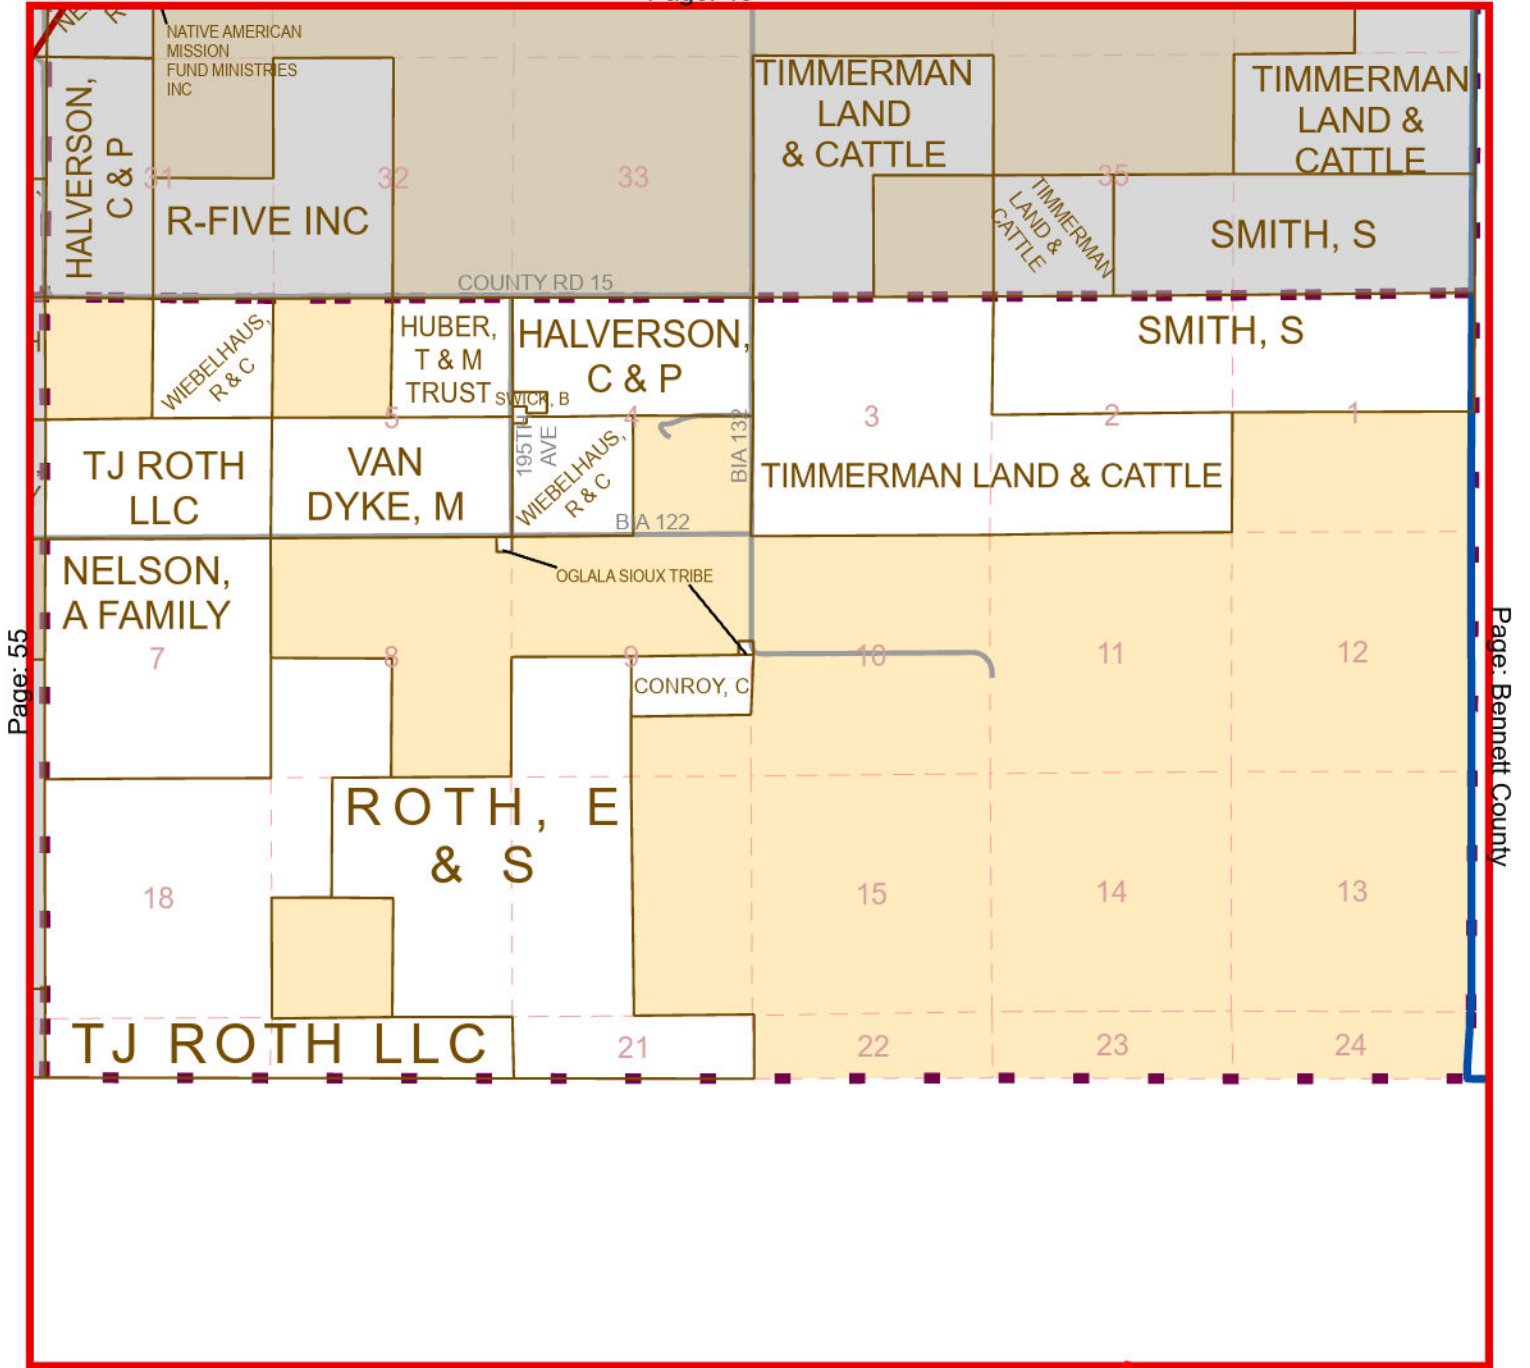 NATIVE AMERICAN
MISSION
FUND MINISTRIES
INC
HALVERSON,
C & P
31
R-FIVE INC
32
33
TIMMERMAN
LAND
& CATTLE
35
TIMMERMAN
LAND &
CATTLE
TIMMERMAN
LAND &
CATTLE
SMITH, S
COUNTY RD 15
WIEBELHAUS,
R & C
HUBER,
T & M
TRUST
HALVERSON,
C & P
SWICK, B
SMITH, S
5
4
3
2
1
TJ ROTH
LLC
VAN
DYKE, M
195TH
AVE
WIEBELHAUS,
R & C
BIA 132
TIMMERMAN LAND & CATTLE
BIA 122
NELSON,
A FAMILY
OGLALA SIOUX TRIBE
7
8
9
10
11
12
CONROY, C
Page: 55
Page: Bennett County
ROTH, E
& S
18
15
14
13
TJ ROTH LLC
21
22
23
24